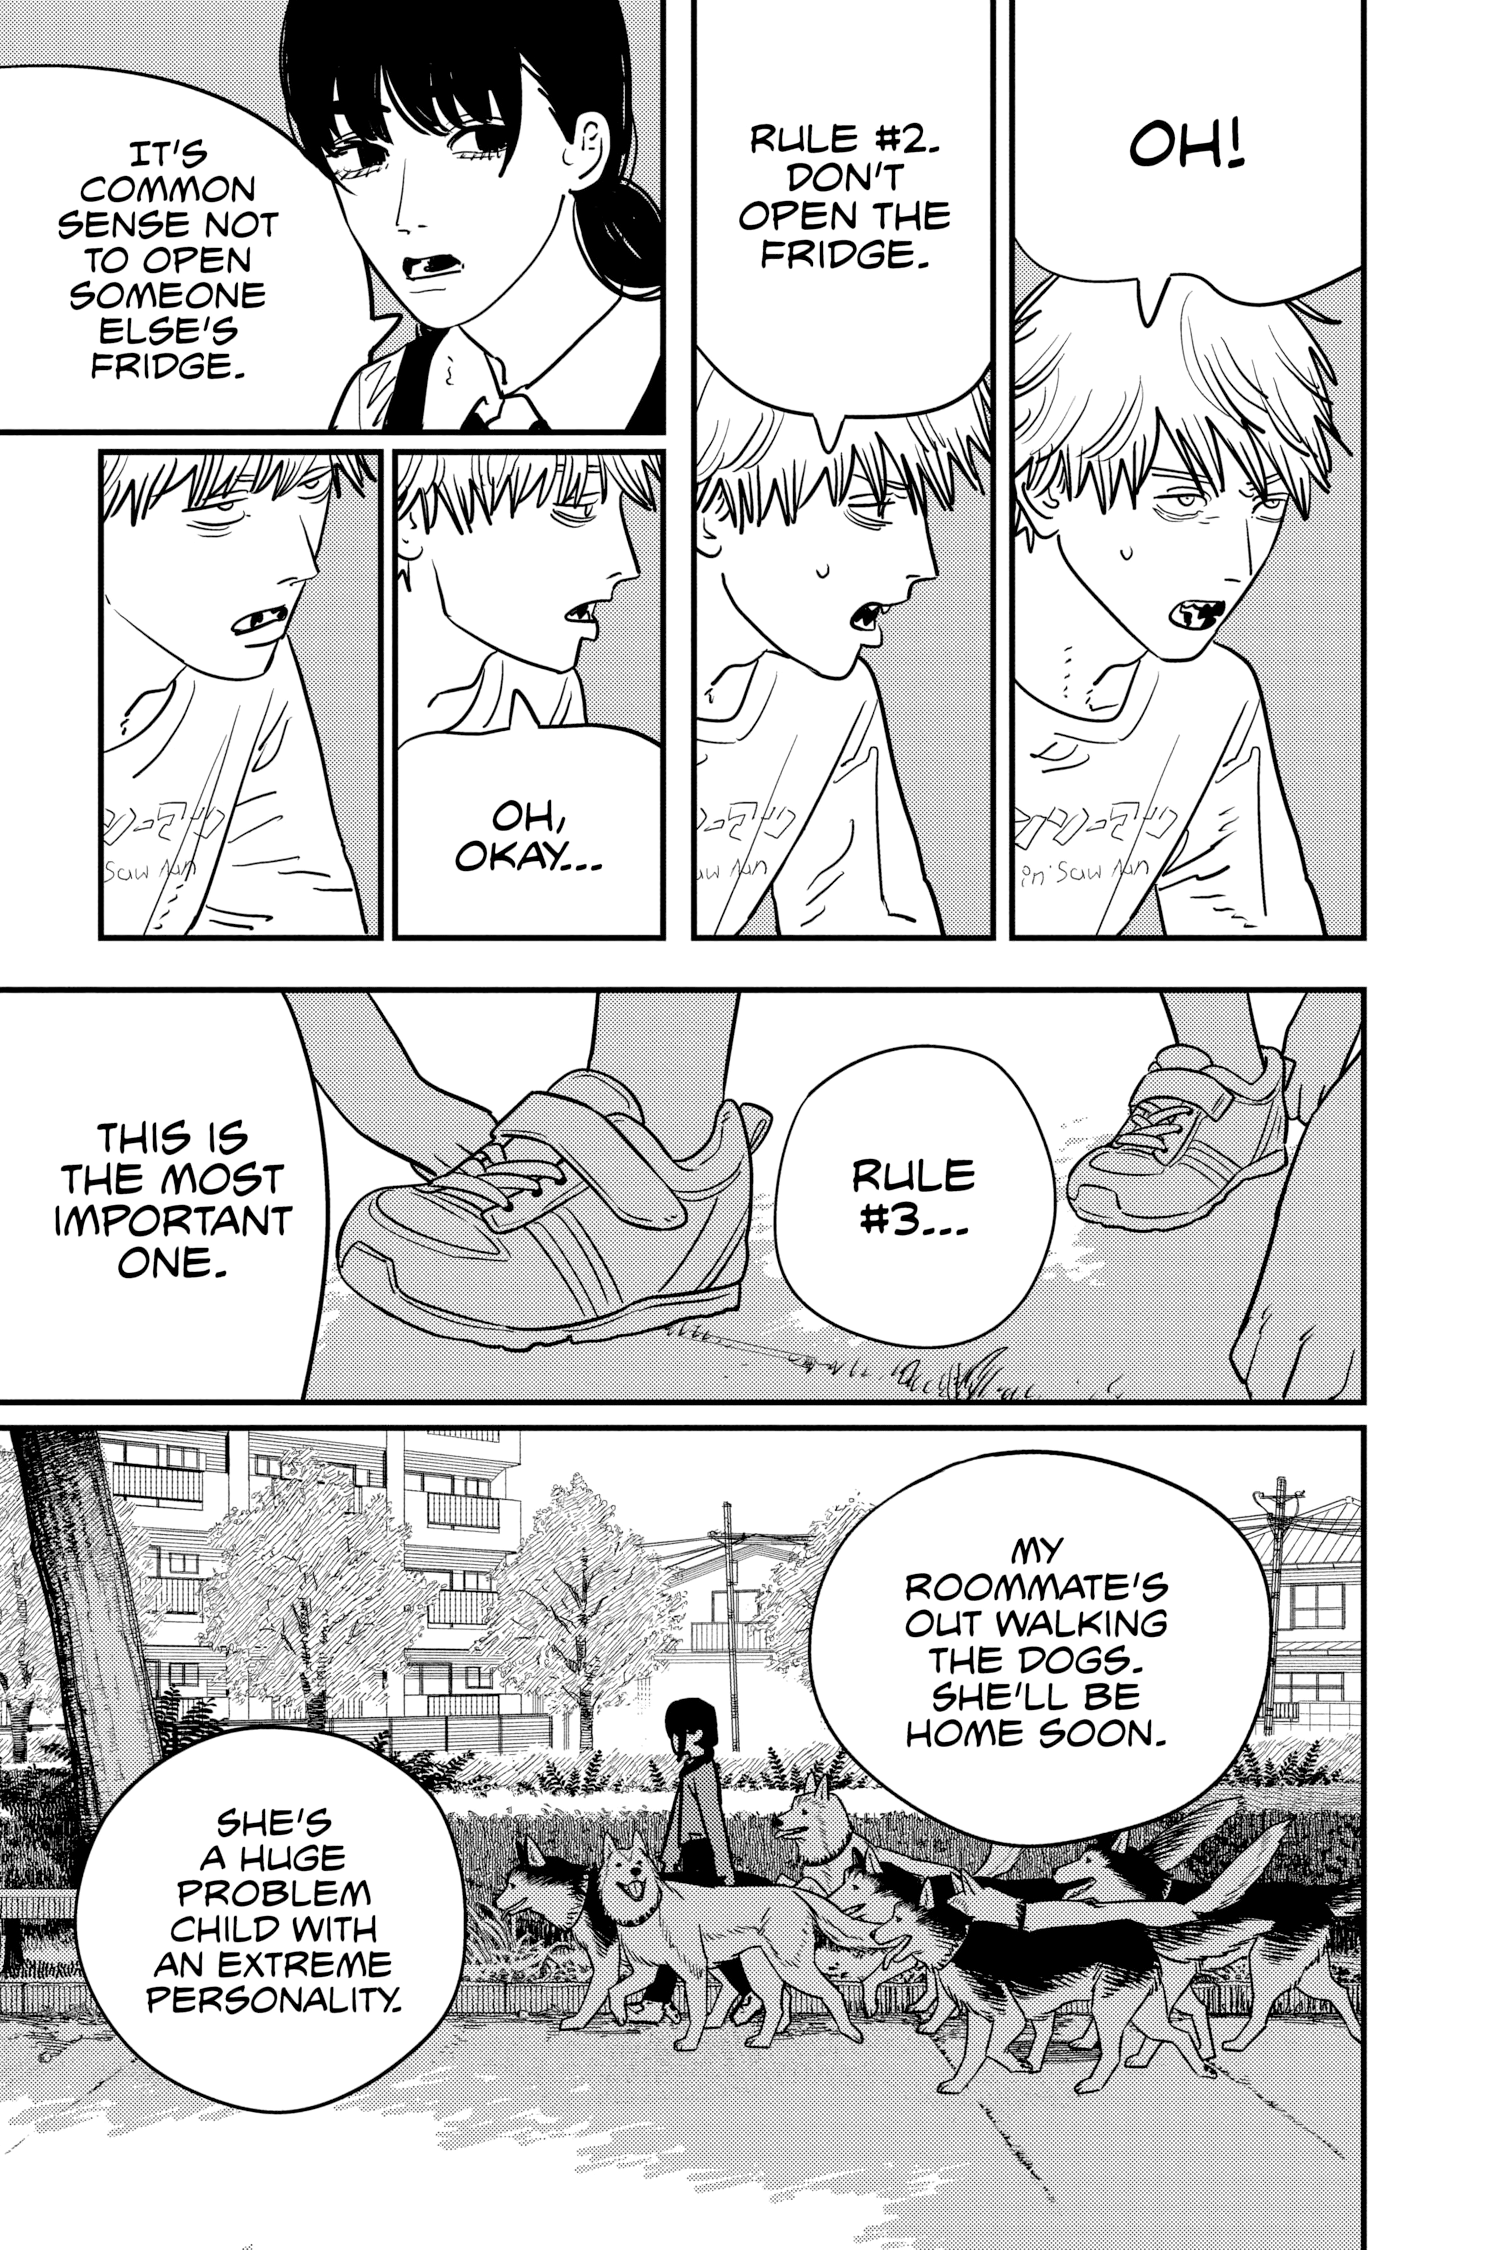 OH!
RULE #2.
DON'T
OPEN THE
FRIDGE.
IT'S
COMMON
SENSE NOT
TO OPEN
SOMEONE
ELSE'S
FRIDGE.
OH,
OKAY...
Saw
RULE
#3...
THIS IS
THE MOST
IMPORTANT
ONE.
MY
ROOMMATE'S
OUT WALKING
THE DOGS.
SHE'LL BE
HOME SOON.
SHE'S
A HUGE
PROBLEM
CHILD WITH
AN EXTREME
PERSONALITY.